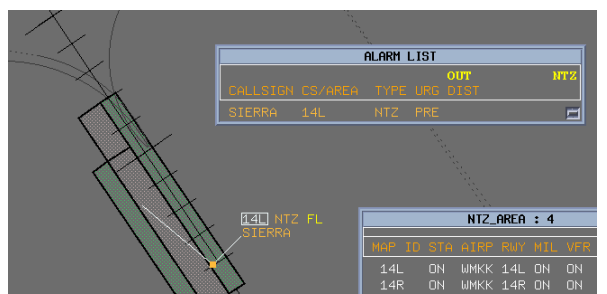 ALARM LIST
OUT NTZ
CALLSIGN CS/AREA TYPE URG DIST
SIERRA 14L NTZ PRE
14L NTZ FL
SIERRA
NTZ_AREA : 4
MAP ID STA AIRP RWY MIL VFR
14L ON WMKK 14L ON ON
14R ON WMKK 14R ON ON